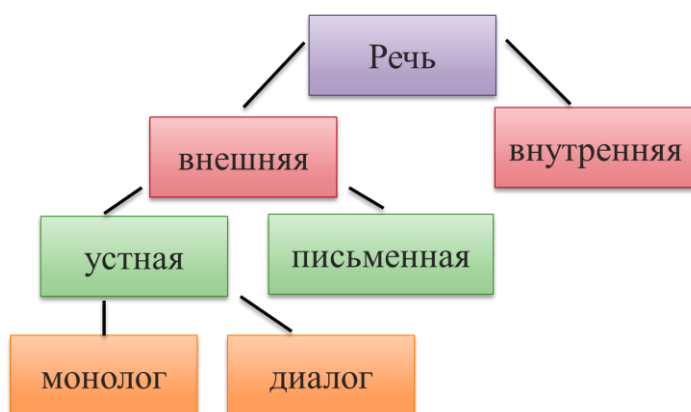 Речь
внешняя
внутренняя
устная
письменная
монолог
диалог